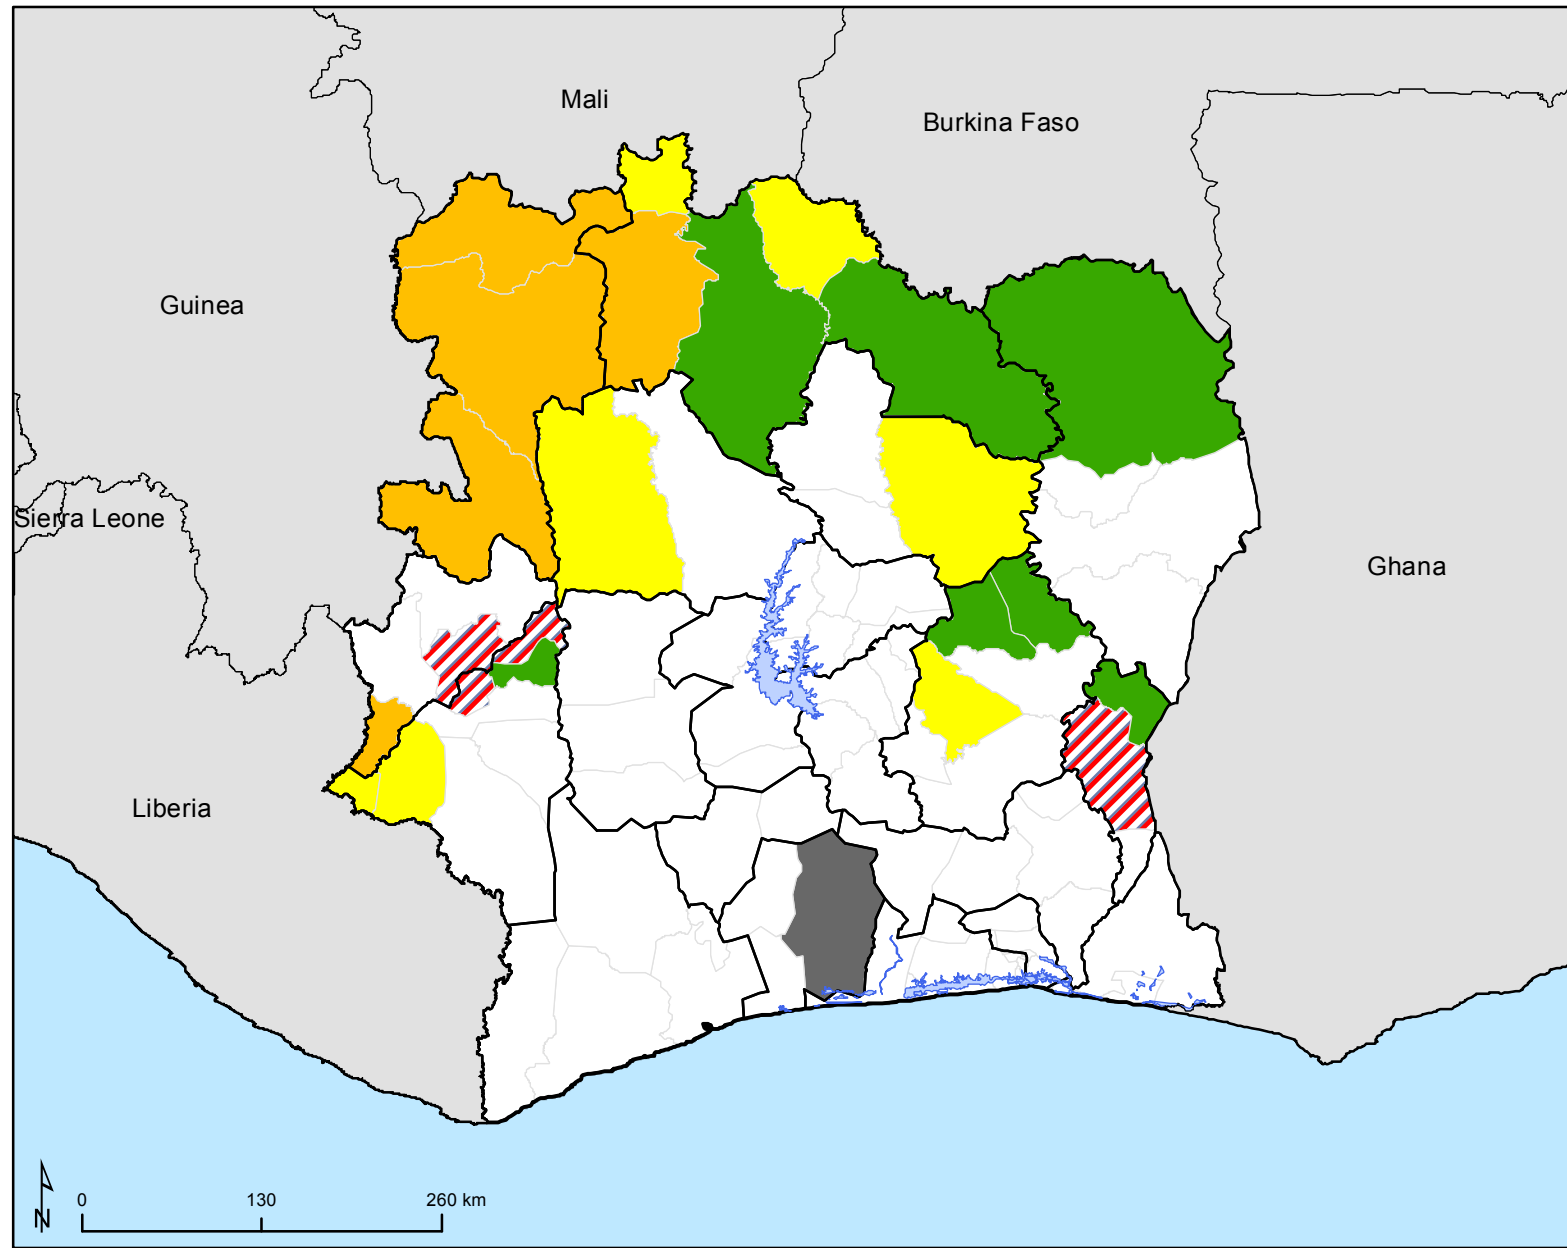 Mali
Burkina Faso
Guinea
Sierra Leone
Ghana
Liberia
N
0 130 260 km